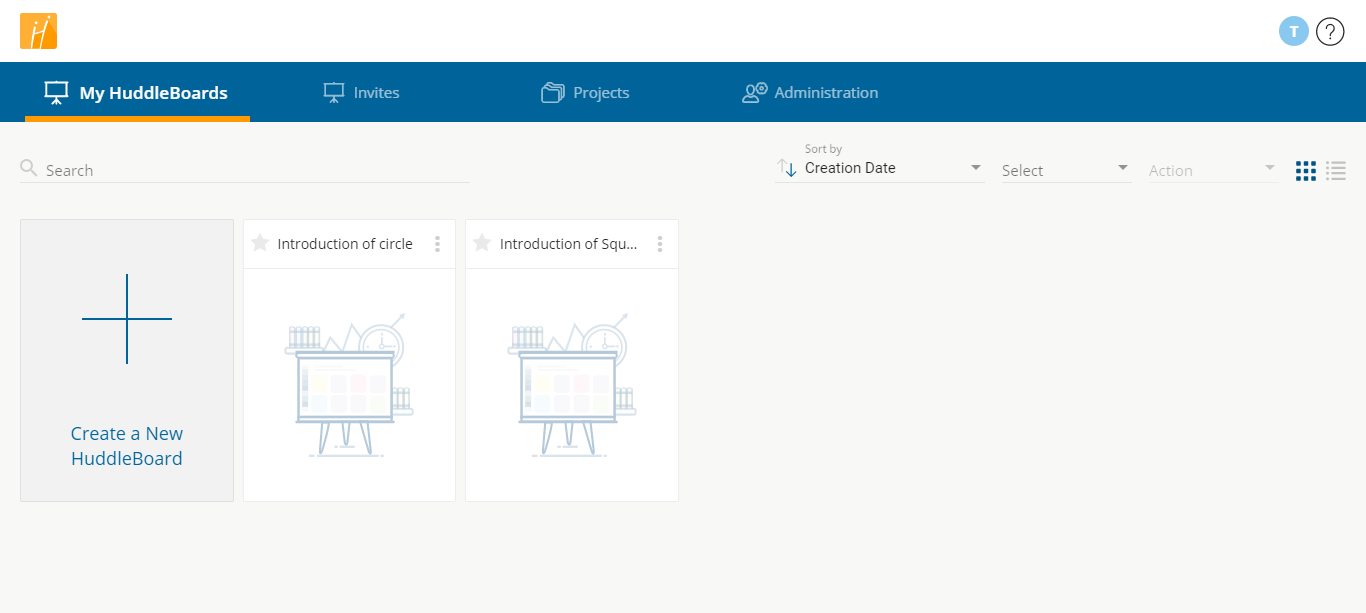 T ?
My HuddleBoards Invites Projects Administration
Search
Sort by
Creation Date
Select
Action
Introduction of circle
Introduction of Squ...
Create a New
HuddleBoard